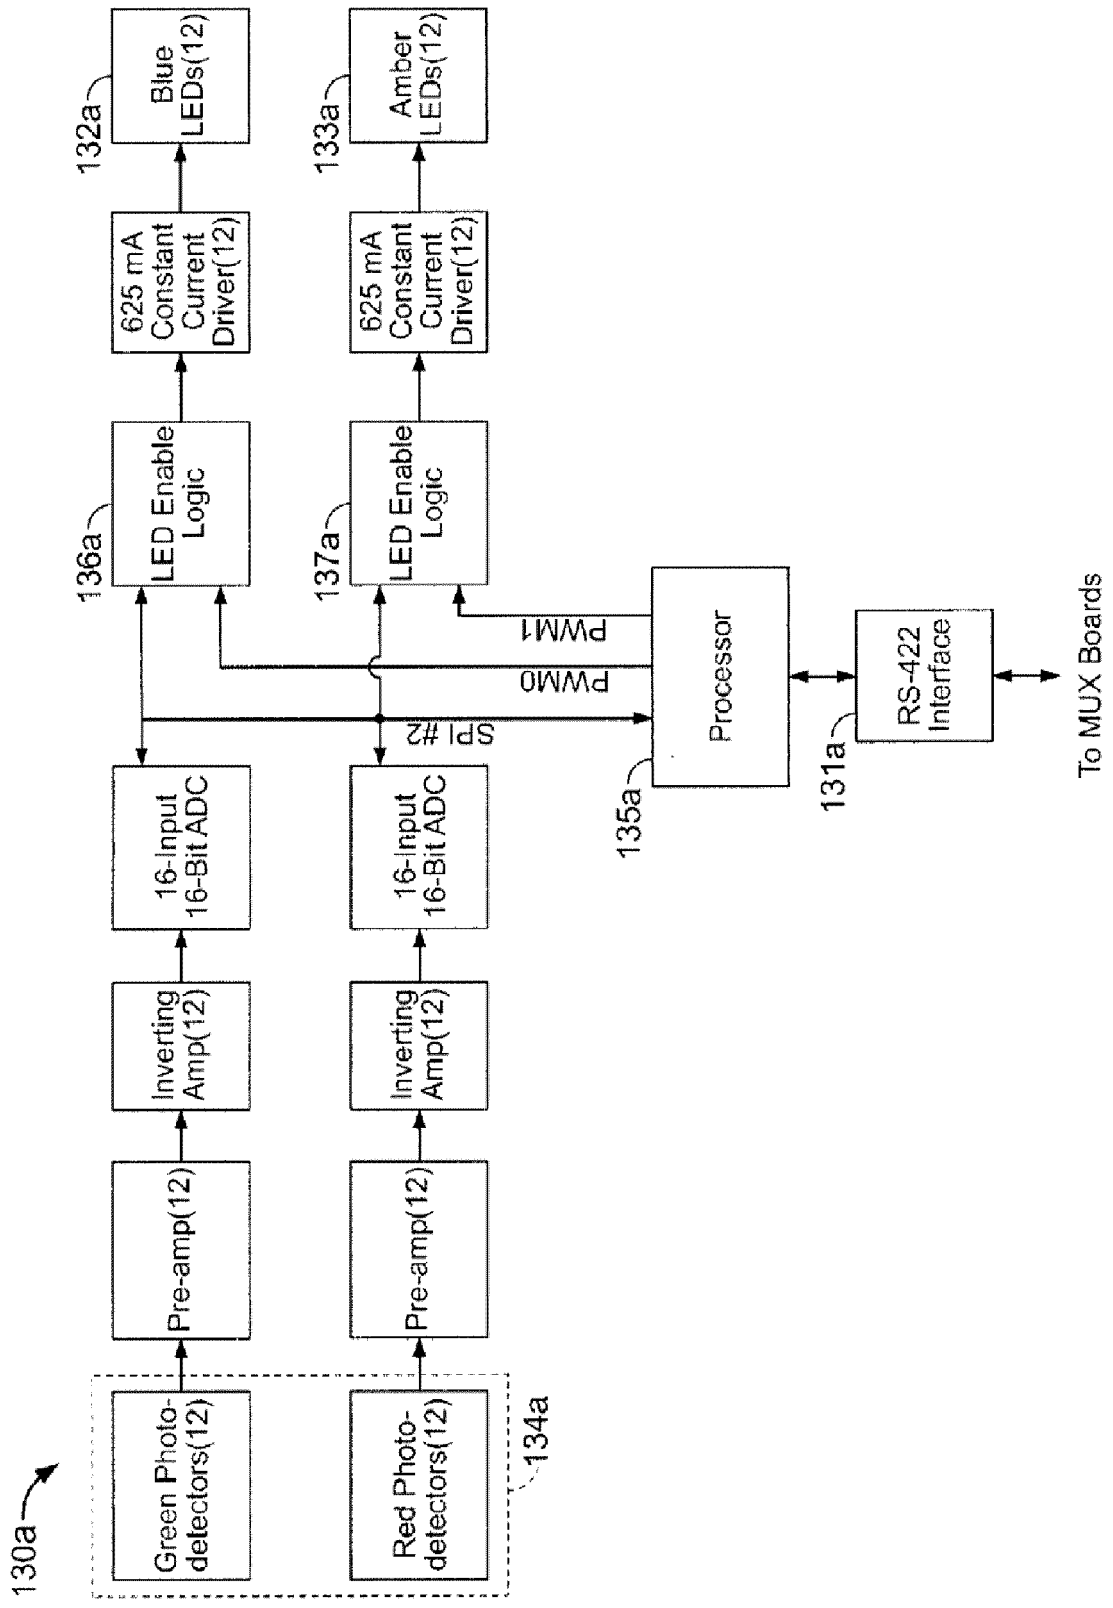 130a
Green Photo-
detectors(12)
Pre-amp(12)
Inverting
Amp(12)
16-Input
16-Bit ADC
136a
LED Enable
Logic
625 mA
Constant
Current
Driver(12)
132a
Blue
LEDs(12)
Red Photo-
detectors(12)
134a
Pre-amp(12)
Inverting
Amp(12)
16-Input
16-Bit ADC
137a
LED Enable
Logic
625 mA
Constant
Current
Driver(12)
133a
Amber
LEDs(12)
SPI #2
PWM0
PWM1
135a
Processor
131a
RS-422
Interface
To MUX Boards